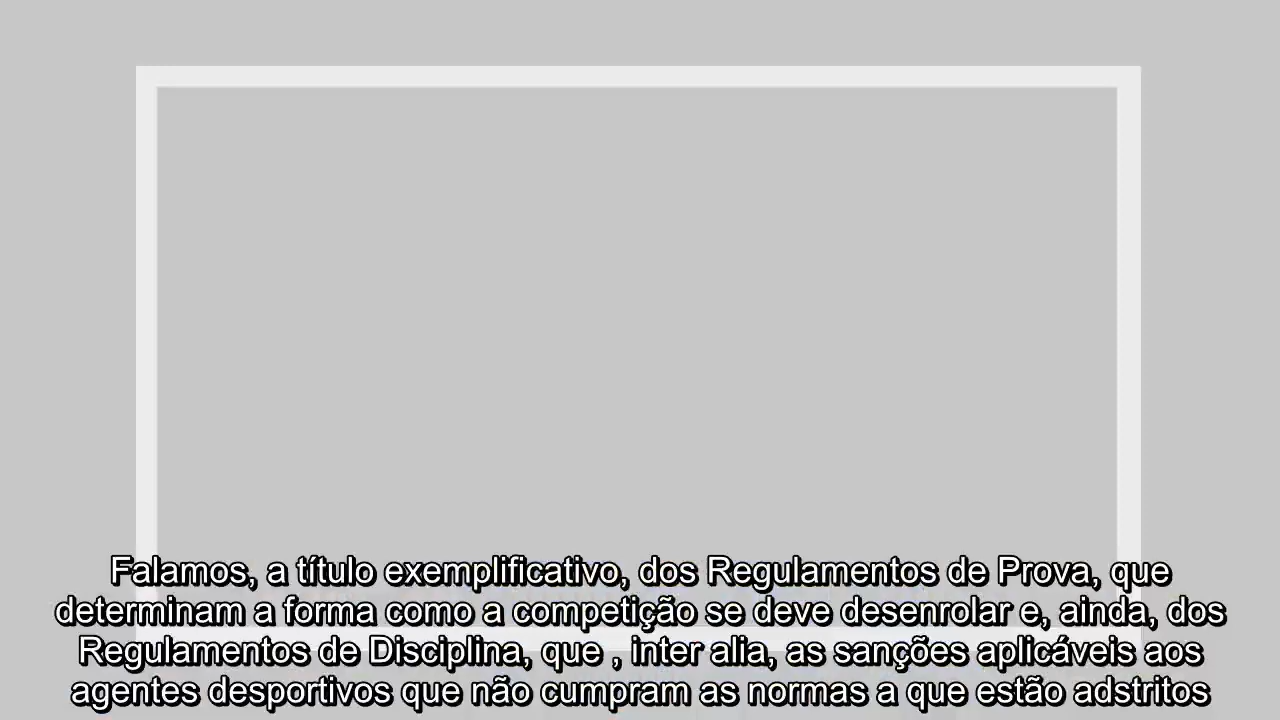 Falamos, a título exemplificativo, dos Regulamentos de Prova, que
determinam a forma como a competição se deve desenrolar e, ainda, dos
Regulamentos de Disciplina, que , inter alia, as sanções aplicáveis aos
agentes desportivos que não cumpram as normas a que estão adstritos